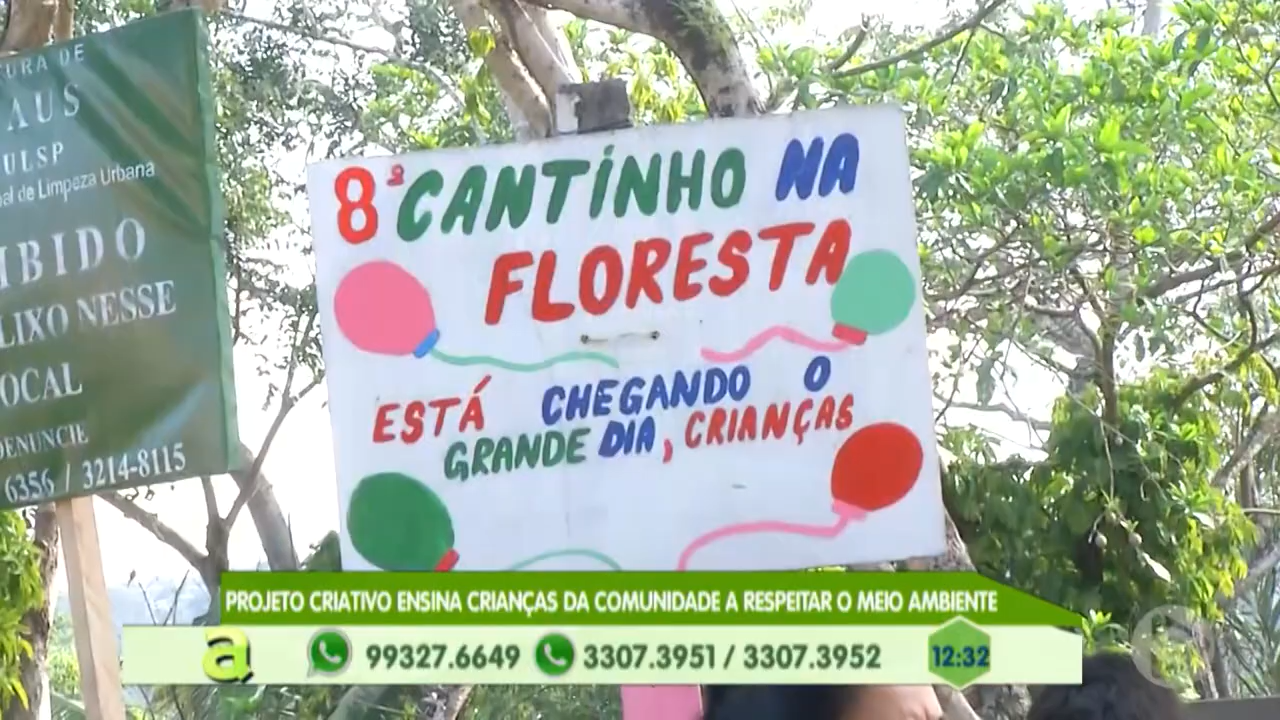 URA DE
AUS
ULSP
al de Limpeza Urbana
IBIDO
LIXO NESSE
OCAL
DENUNCIE
6356 / 3214-8115
8ª CANTINHO NA
FLORESTA
ESTÁ CHEGANDO O
GRANDE DIA, CRIANÇAS
PROJETO CRIATIVO ENSINA CRIANÇAS DA COMUNIDADE A RESPEITAR O MEIO AMBIENTE
a 99327.6649 3307.3951 / 3307.3952 12:32